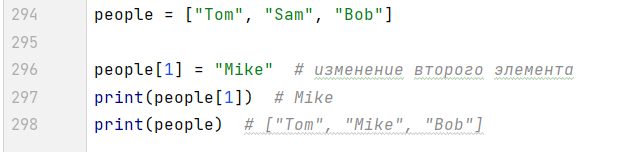 294 people = ["Tom", "Sam", "Bob"]
295
296 people[1] = "Mike"  # изменение второго элемента
297 print(people[1])  # Mike
298 print(people)  # ["Tom", "Mike", "Bob"]